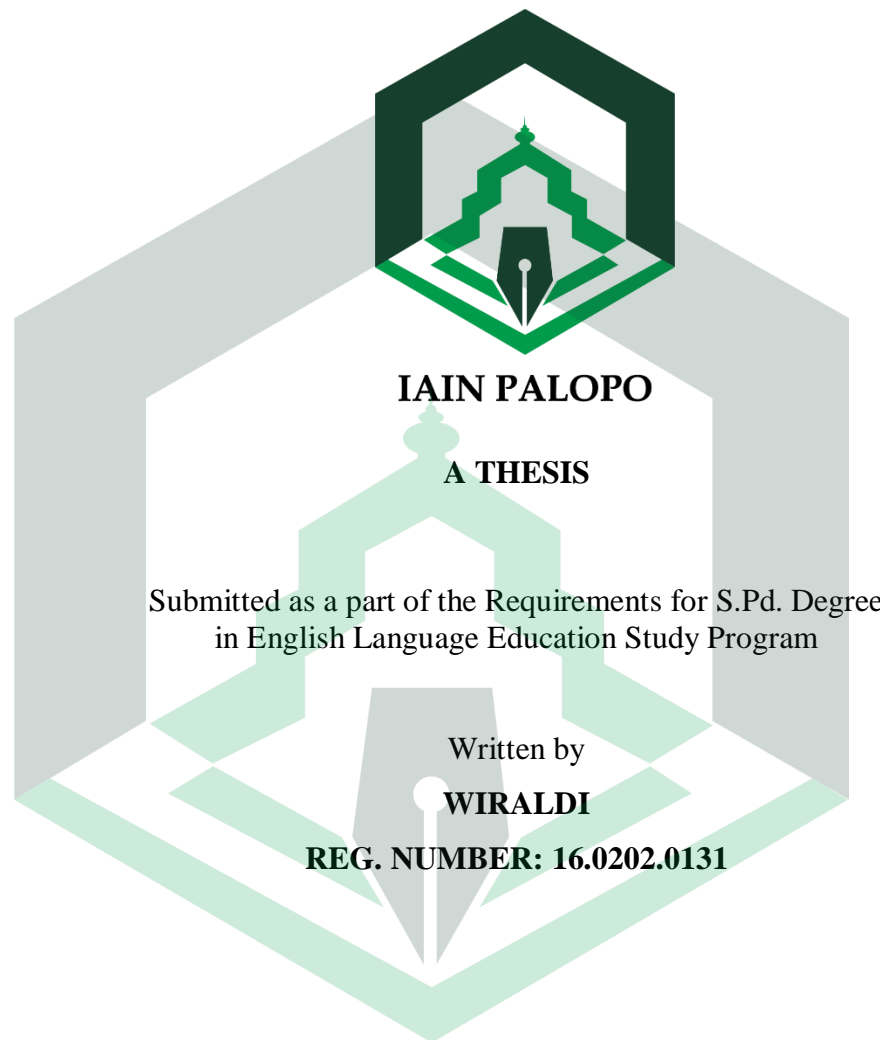 IAIN PALOPO
A THESIS
Submitted as a part of the Requirements for S.Pd. Degree
in English Language Education Study Program
Written by
WIRALDI
REG. NUMBER: 16.0202.0131